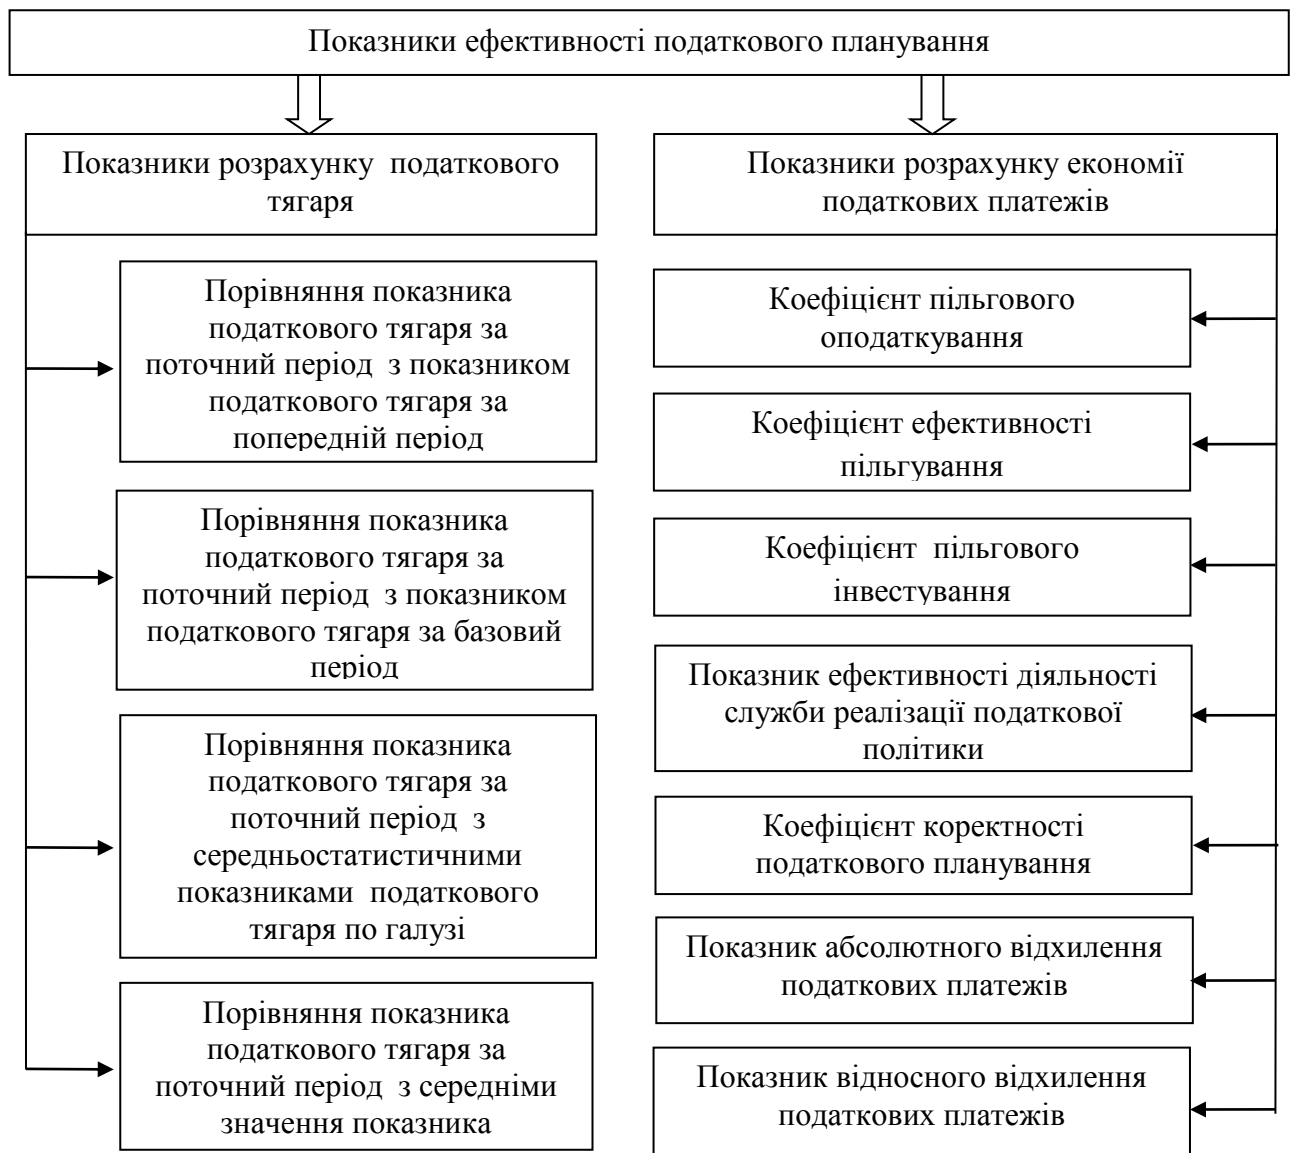 Показники ефективності податкового планування
Показники розрахунку податкового
тягаря
Порівняння показника
податкового тягаря за
поточний період з показником
податкового тягаря за
попередній період
Порівняння показника
податкового тягаря за
поточний період з показником
податкового тягаря за базовий
період
Порівняння показника
податкового тягаря за
поточний період з
середньостатистичними
показниками податкового
тягаря по галузі
Порівняння показника
податкового тягаря за
поточний період з середніми
значення показника
Показники розрахунку економії
податкових платежів
Коефіцієнт пільгового
оподаткування
Коефіцієнт ефективності
пільгування
Коефіцієнт пільгового
інвестування
Показник ефективності діяльності
служби реалізації податкової
політики
Коефіцієнт коректності
податкового планування
Показник абсолютного відхилення
податкових платежів
Показник відносного відхилення
податкових платежів